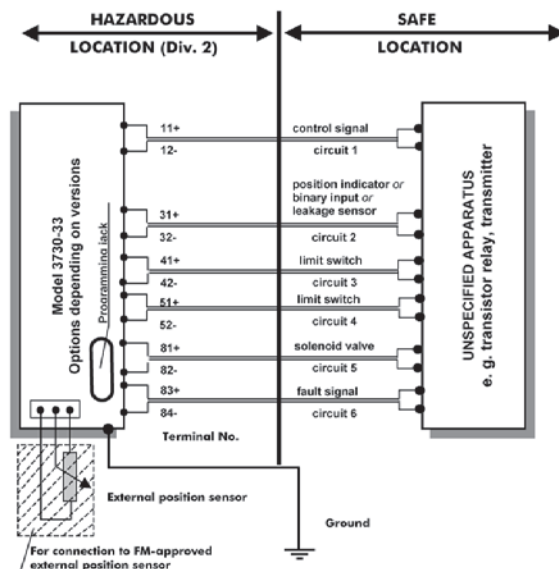 HAZARDOUS
LOCATION (Div. 2)
SAFE
LOCATION
Model 3730-33
Options depending on versions
Programming jack
11+
12-
control signal
circuit 1
31+
32-
position indicator or
binary input or
leakage sensor
circuit 2
41+
42-
limit switch
circuit 3
51+
52-
limit switch
circuit 4
81+
82-
solenoid valve
circuit 5
83+
84-
fault signal
circuit 6
Terminal No.
UNSPECIFIED APPARATUS
e. g. transistor relay, transmitter
External position sensor
Ground
For connection to FM-approved
external position sensor